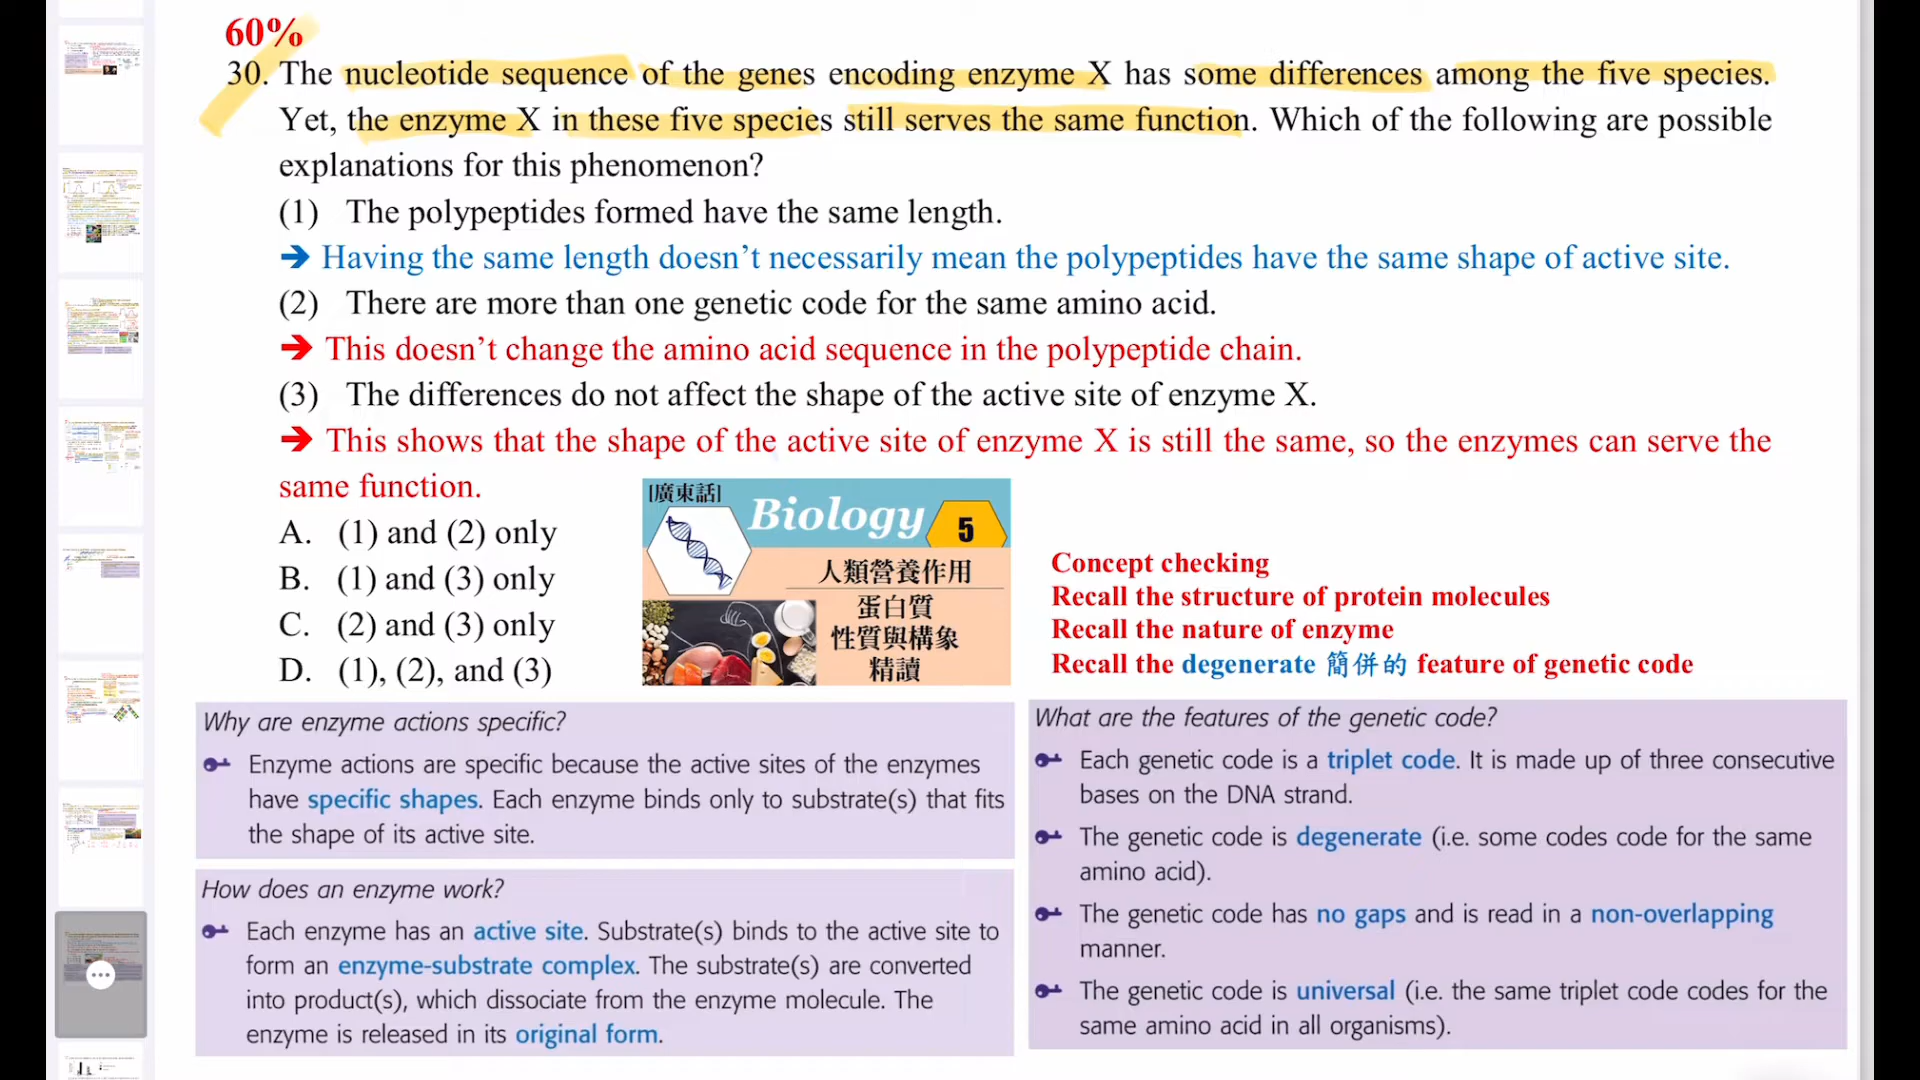 60%
30. The nucleotide sequence of the genes encoding enzyme X has some differences among the five species.
Yet, the enzyme X in these five species still serves the same function. Which of the following are possible
explanations for this phenomenon?
(1) The polypeptides formed have the same length.
➔ Having the same length doesn’t necessarily mean the polypeptides have the same shape of active site.
(2) There are more than one genetic code for the same amino acid.
➔ This doesn’t change the amino acid sequence in the polypeptide chain.
(3) The differences do not affect the shape of the active site of enzyme X.
➔ This shows that the shape of the active site of enzyme X is still the same, so the enzymes can serve the
same function.
A. (1) and (2) only
B. (1) and (3) only
C. (2) and (3) only
D. (1), (2), and (3)
[廣東話]
Biology 5
人類營養作用
蛋白質
性質與構象
精讀
Concept checking
Recall the structure of protein molecules
Recall the nature of enzyme
Recall the degenerate 簡併的 feature of genetic code
Why are enzyme actions specific?
Enzyme actions are specific because the active sites of the enzymes
have specific shapes. Each enzyme binds only to substrate(s) that fits
the shape of its active site.
How does an enzyme work?
Each enzyme has an active site. Substrate(s) binds to the active site to
form an enzyme-substrate complex. The substrate(s) are converted
into product(s), which dissociate from the enzyme molecule. The
enzyme is released in its original form.
What are the features of the genetic code?
Each genetic code is a triplet code. It is made up of three consecutive
bases on the DNA strand.
The genetic code is degenerate (i.e. some codes code for the same
amino acid).
The genetic code has no gaps and is read in a non-overlapping
manner.
The genetic code is universal (i.e. the same triplet code codes for the
same amino acid in all organisms).